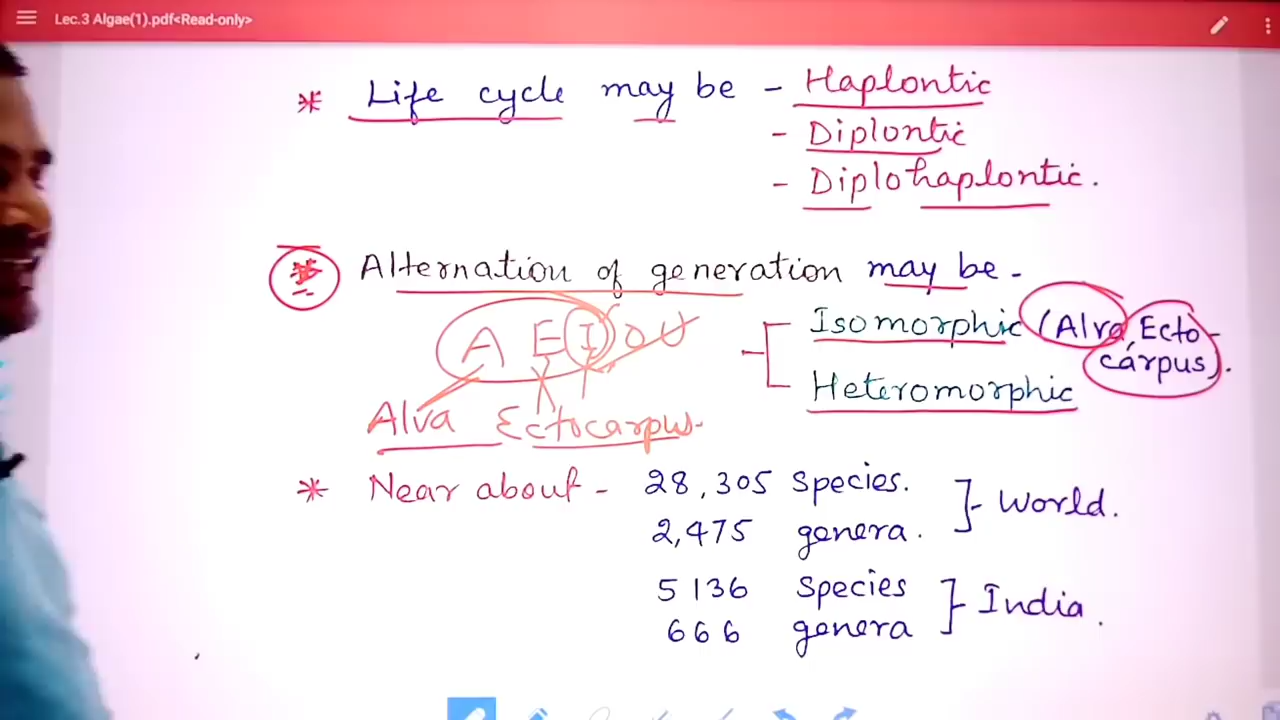 Lec.3 Algae(1).pdf<Read-only>
* Life cycle may be - Haplontic
- Diplontic
- Diplohaplontic.
* Alternation of generation may be -
A E I O U
Isomorphic (Alva, Ecto-
carpus).
Heteromorphic
Alva Ectocarpus.
* Near about - 28,305 Species.
2,475 genera.
World.
5136 Species
666 genera
India.